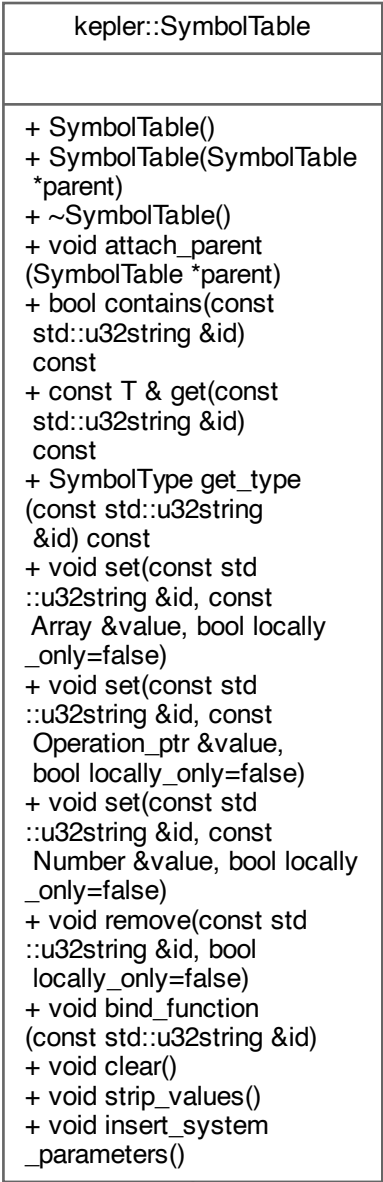 kepler::SymbolTable
+ SymbolTable()
+ SymbolTable(SymbolTable
*parent)
+ ~SymbolTable()
+ void attach_parent
(SymbolTable *parent)
+ bool contains(const
std::u32string &id)
const
+ const T & get(const
std::u32string &id)
const
+ SymbolType get_type
(const std::u32string
&id) const
+ void set(const std
::u32string &id, const
Array &value, bool locally
_only=false)
+ void set(const std
::u32string &id, const
Operation_ptr &value,
bool locally_only=false)
+ void set(const std
::u32string &id, const
Number &value, bool locally
_only=false)
+ void remove(const std
::u32string &id, bool
locally_only=false)
+ void bind_function
(const std::u32string &id)
+ void clear()
+ void strip_values()
+ void insert_system
_parameters()